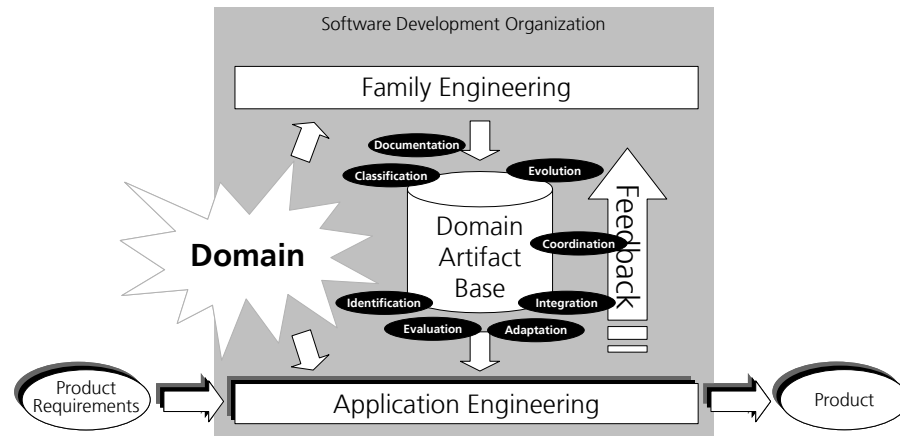 Software Development Organization
Family Engineering
Documentation
Classification
Evolution
Domain
Domain
Artifact
Base
Coordination
Feedback
Identification
Integration
Evaluation
Adaptation
Product
Requirements
Application Engineering
Product